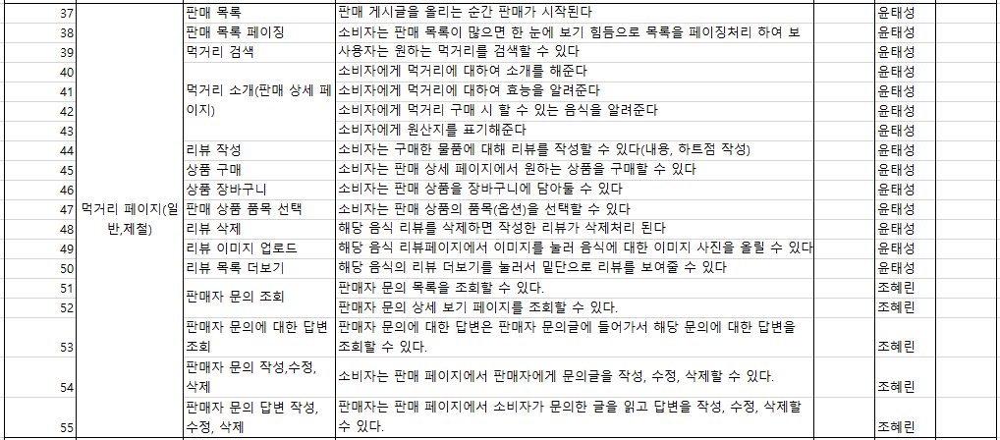 37 판매 목록 판매 게시글을 올리는 순간 판매가 시작된다 윤태성
38 판매 목록 페이징 소비자는 판매 목록이 많으면 한 눈에 보기 힘듬으로 목록을 페이징처리 하여 보 윤태성
39 먹거리 검색 사용자는 원하는 먹거리를 검색할 수 있다 윤태성
40 소비자에게 먹거리에 대하여 소개를 해준다 윤태성
41 먹거리 소개(판매 상세 페 소비자에게 먹거리에 대하여 효능을 알려준다 윤태성
42 이지) 소비자에게 먹거리 구매 시 할 수 있는 음식을 알려준다 윤태성
43 소비자에게 원산지를 표기해준다 윤태성
44 리뷰 작성 소비자는 구매한 물품에 대해 리뷰를 작성할 수 있다(내용, 하트점 작성) 윤태성
45 상품 구매 소비자는 판매 상세 페이지에서 원하는 상품을 구매할 수 있다 윤태성
46 상품 장바구니 소비자는 판매 상품을 장바구니에 담아둘 수 있다 윤태성
47 먹거리 페이지(일 판매 상품 품목 선택 소비자는 판매 상품의 품목(옵션)을 선택할 수 있다 윤태성
48 반,제철) 리뷰 삭제 해당 음식 리뷰를 삭제하면 작성한 리뷰가 삭제처리 된다 윤태성
49 리뷰 이미지 업로드 해당 음식 리뷰페이지에서 이미지를 눌러 음식에 대한 이미지 사진을 올릴 수 있다 윤태성
50 리뷰 목록 더보기 해당 음식의 리뷰 더보기를 눌러서 밑단으로 리뷰를 보여줄 수 있다 윤태성
51 판매자 문의 조회 판매자 문의 목록을 조회할 수 있다. 조혜린
52 판매자 문의 상세 보기 페이지를 조회할 수 있다. 조혜린
판매자 문의에 대한 답변 판매자 문의에 대한 답변은 판매자 문의글에 들어가서 해당 문의에 대한 답변을
53 조회 조회할 수 있다. 조혜린
판매자 문의 작성,수정, 소비자는 판매 페이지에서 판매자에게 문의글을 작성, 수정, 삭제할 수 있다.
54 삭제 조혜린
판매자 문의 답변 작성, 판매자는 판매 페이지에서 소비자가 문의한 글을 읽고 답변을 작성, 수정, 삭제할
55 수정, 삭제 수 있다. 조혜린